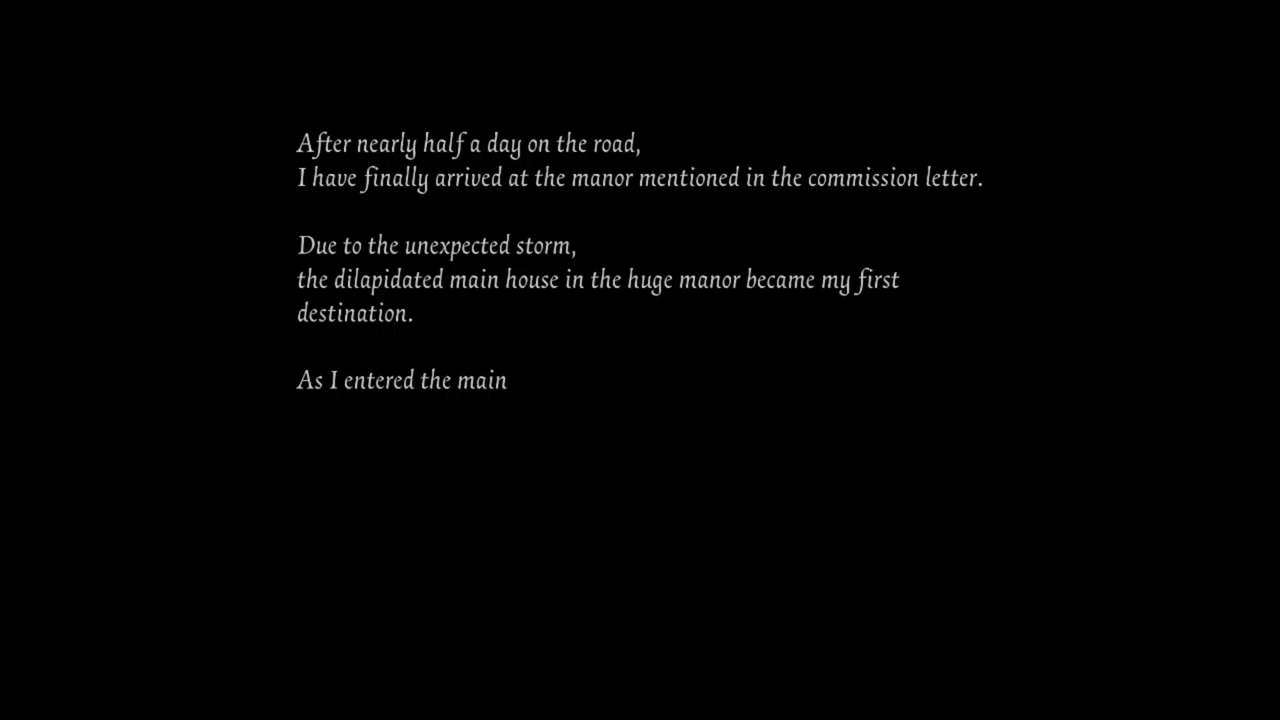 After nearly half a day on the road,
I have finally arrived at the manor mentioned in the commission letter.
Due to the unexpected storm,
the dilapidated main house in the huge manor became my first
destination.
As I entered the main